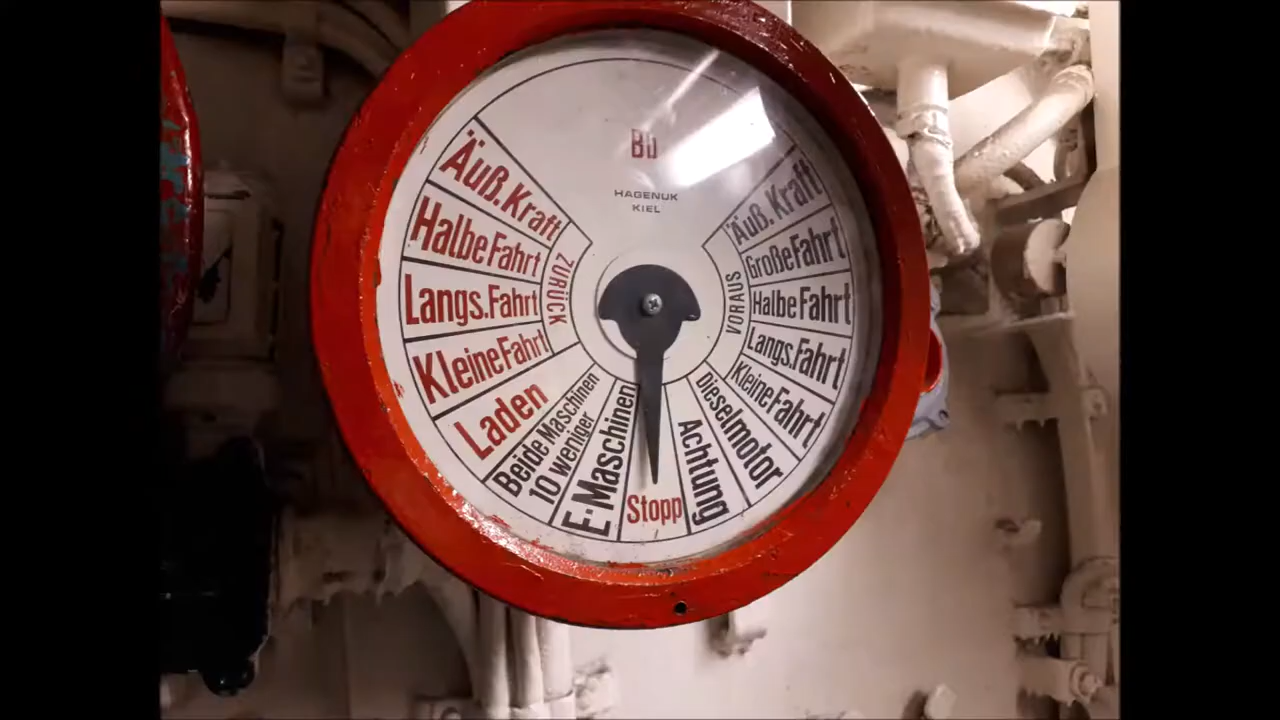 Bb
HAGENUK
KIEL
Äuß. Kraft
Halbe Fahrt
Langs. Fahrt
Kleine Fahrt
Laden
ZURÜCK
Beide Maschinen
10 weniger
E-Maschinen
Stopp
Achtung
Dieselmotor
Kleine Fahrt
Langs. Fahrt
Halbe Fahrt
Große Fahrt
Äuß. Kraft
VORAUS